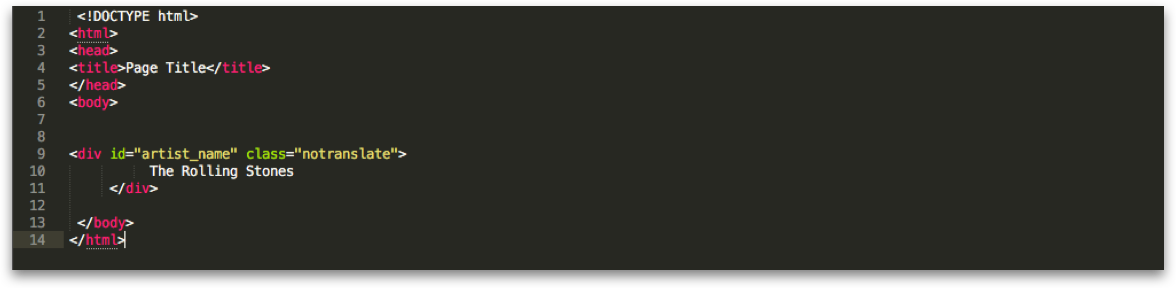 1 <!DOCTYPE html>
2 <html>
3 <head>
4 <title>Page Title</title>
5 </head>
6 <body>
7
8
9 <div id="artist_name" class="notranslate">
10 The Rolling Stones
11 </div>
12
13 </body>
14 </html>